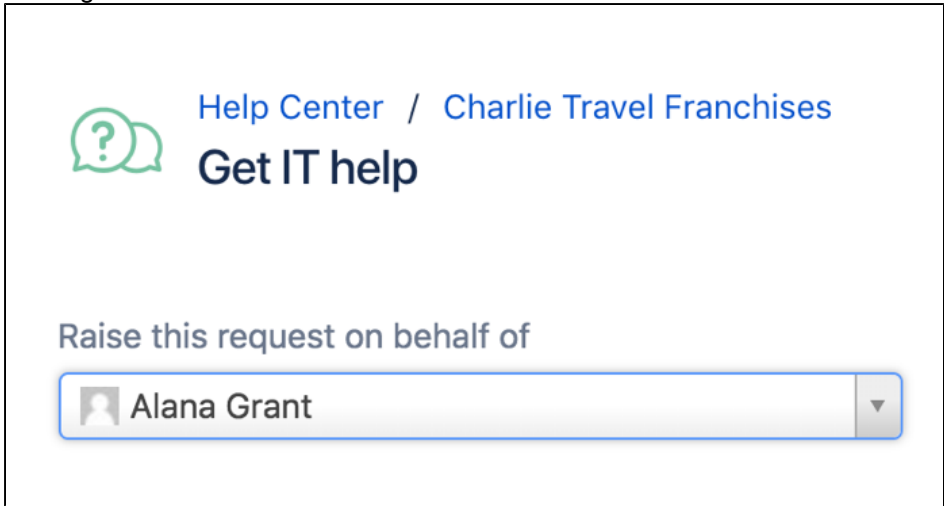 Help Center / Charlie Travel Franchises
Get IT help
Raise this request on behalf of
Alana Grant